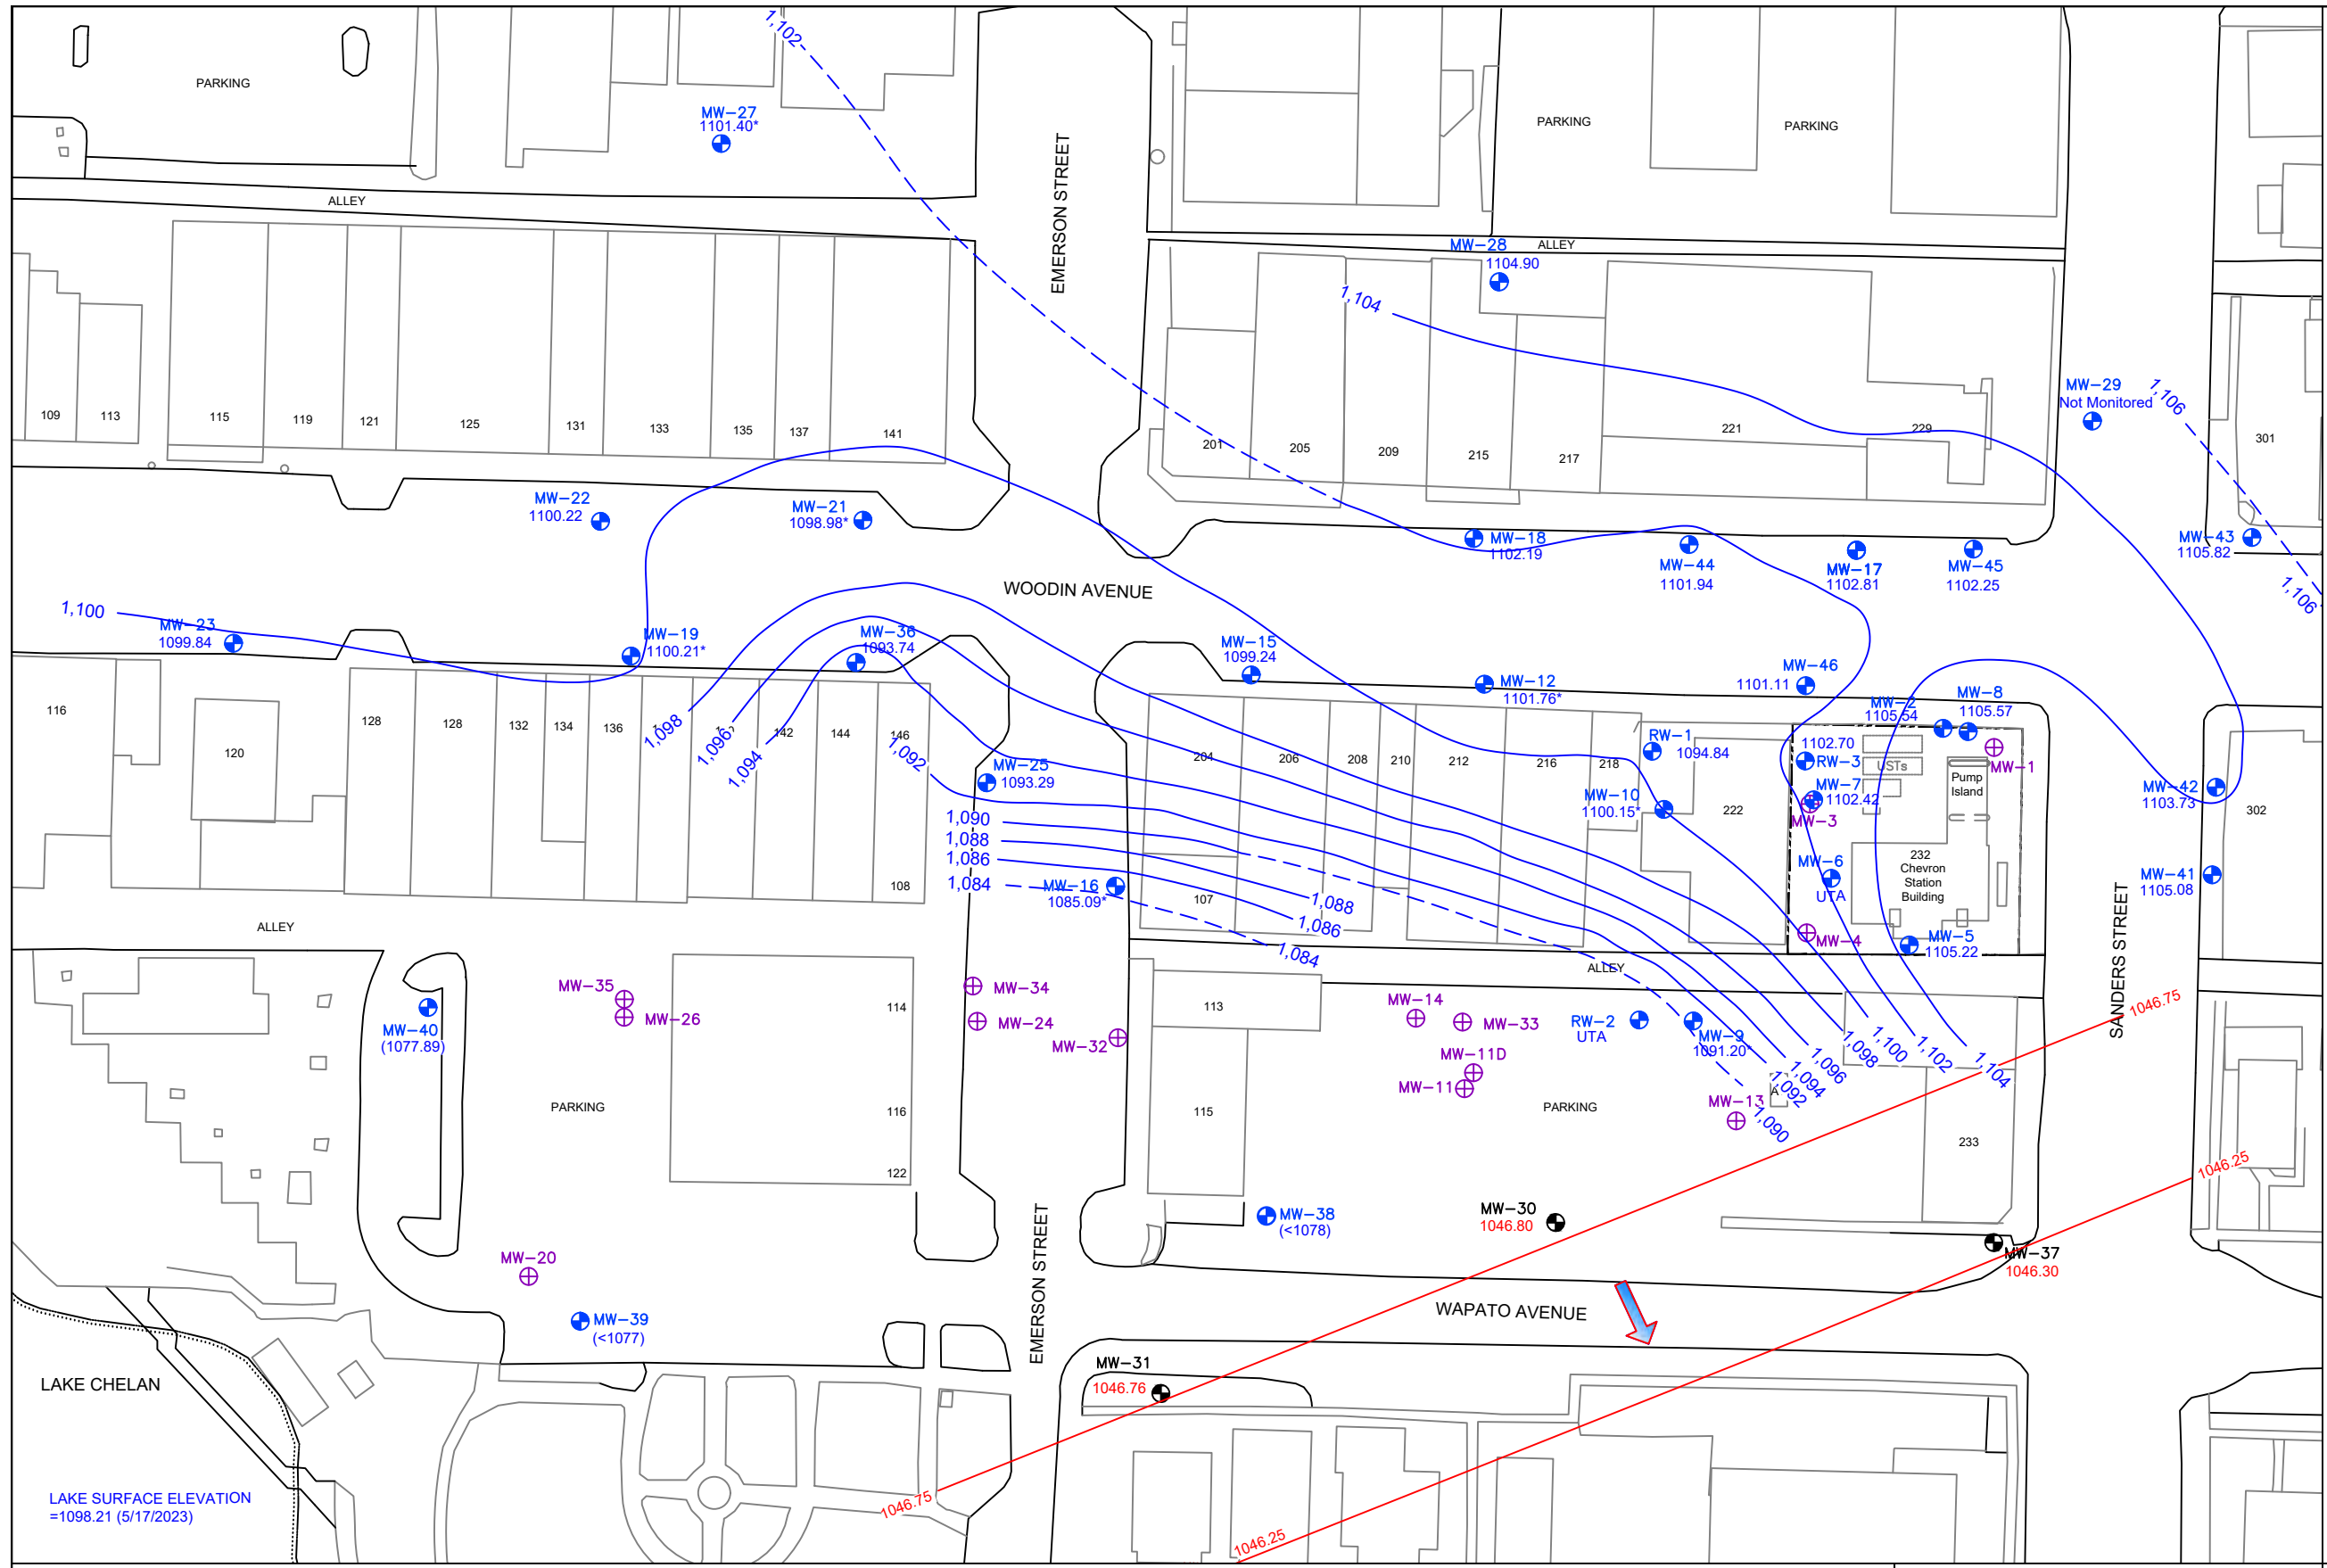 1,102
PARKING
MW-27
1101.40*
PARKING
PARKING
EMERSON STREET
ALLEY
MW-28
ALLEY
1104.90
1,104
MW-29
Not Monitored
1,106
109
113
115
119
121
125
131
133
135
137
141
201
205
209
215
217
221
229
301
MW-22
1100.22
MW-21
1098.98*
MW-18
1102.19
MW-44
1101.94
MW-17
1102.81
MW-45
1102.25
MW-43
1105.82
1,106
WOODIN AVENUE
1,100
MW-23
1099.84
MW-19
1100.21*
MW-36
1093.74
MW-15
1099.24
MW-12
1101.76*
MW-46
1101.11
MW-2
1105.54
MW-8
1105.57
116
120
128
128
132
134
136
1,098
1,096
1,094
142
144
146
1,092
MW-25
1093.29
204
206
208
210
212
216
218
RW-1
1094.84
1102.70
RW-3
USTs
MW-1
Pump
Island
MW-7
1102.42
MW-3
MW-10
1100.15*
222
MW-42
1103.73
302
1,090
1,088
1,086
1,084
MW-16
1085.09*
108
107
1,088
1,086
1,084
MW-6
UTA
232
Chevron
Station
Building
MW-41
1105.08
MW-4
MW-5
1105.22
ALLEY
ALLEY
SANDERS STREET
MW-35
MW-26
MW-40
(1077.89)
114
MW-34
MW-24
MW-32
113
MW-14
MW-33
MW-11D
MW-11
RW-2
UTA
MW-9
1091.20*
1046.75
1,104
1,102
1,100
1,098
1,096
1,094
1,092
1,090
A
MW-13
PARKING
116
115
PARKING
122
233
1046.25
MW-20
EMERSON STREET
MW-38
(<1078)
MW-30
1046.80
MW-37
1046.30
MW-39
(<1077)
WAPATO AVENUE
MW-31
1046.76
LAKE CHELAN
1046.75
1046.25
LAKE SURFACE ELEVATION
=1098.21 (5/17/2023)